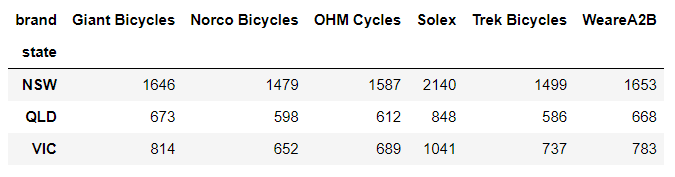 brand Giant Bicycles Norco Bicycles OHM Cycles Solex Trek Bicycles WeareA2B
state
NSW 1646 1479 1587 2140 1499 1653
QLD 673 598 612 848 586 668
VIC 814 652 689 1041 737 783